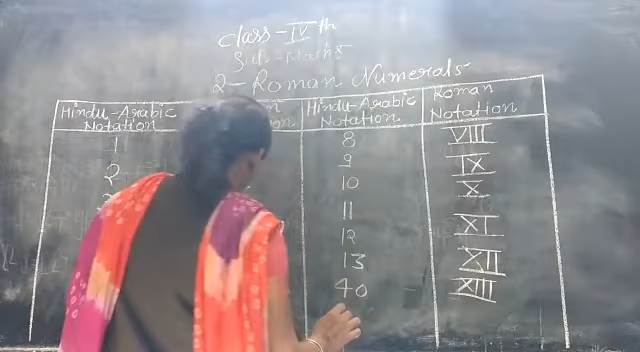 class-IVth
Sub-Maths
2-Roman Numerals
Hindu-Arabic Notation
Hindu-Arabic Notation
Roman Notation
1
2
8 VIII
9 IX
10 X
11 XI
12 XII
13 XIII
40